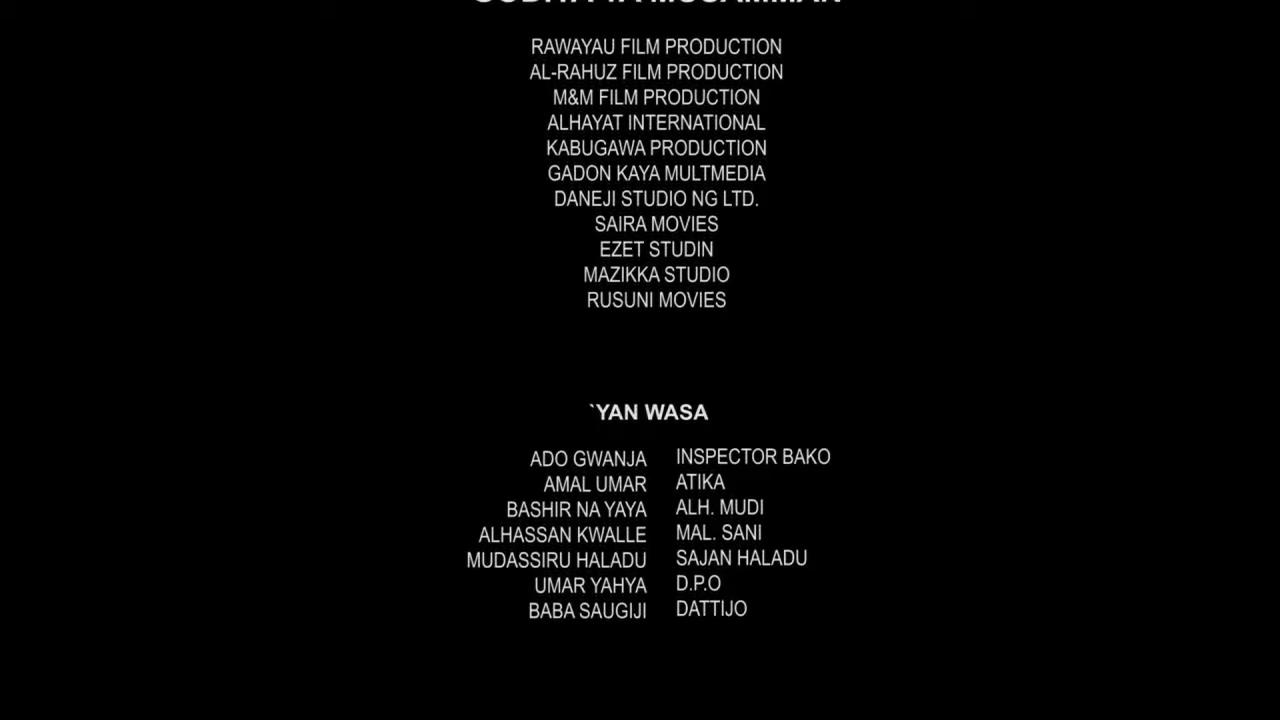 RAWAYAU FILM PRODUCTION
AL-RAHUZ FILM PRODUCTION
M&M FILM PRODUCTION
ALHAYAT INTERNATIONAL
KABUGAWA PRODUCTION
GADON KAYA MULTMEDIA
DANEJI STUDIO NG LTD.
SAIRA MOVIES
EZET STUDIN
MAZIKKA STUDIO
RUSUNI MOVIES
`YAN WASA
ADO GWANJA INSPECTOR BAKO
AMAL UMAR ATIKA
BASHIR NA YAYA ALH. MUDI
ALHASSAN KWALLE MAL. SANI
MUDASSIRU HALADU SAJAN HALADU
UMAR YAHYA D.P.O
BABA SAUGIJI DATTIJO